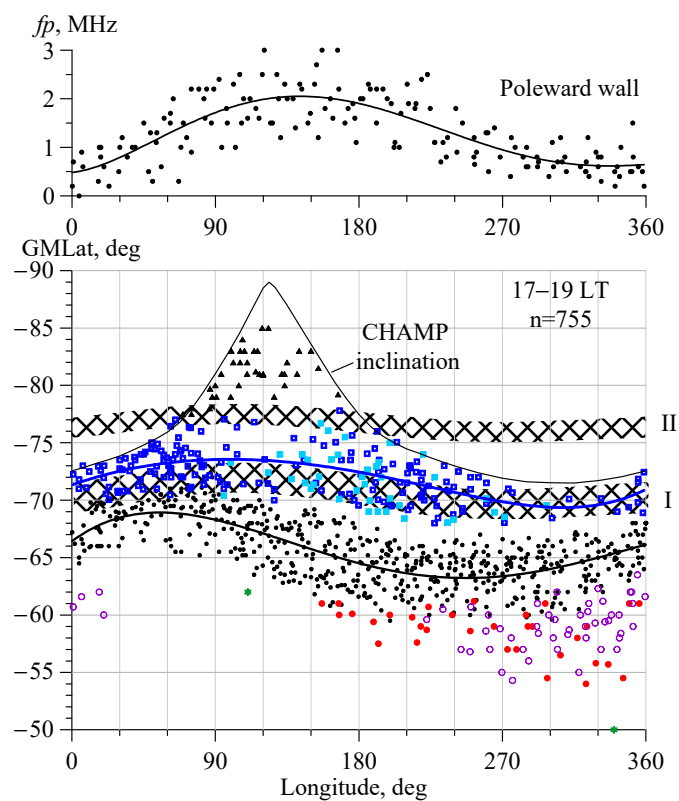 fp, MHz
3
2
1
0
Poleward wall
0
90
180
270
360
GMLat, deg
−90
−85
−80
−75
−70
−65
−60
−55
−50
17–19 LT
n=755
CHAMP
inclination
II
I
0
90
180
270
360
Longitude, deg